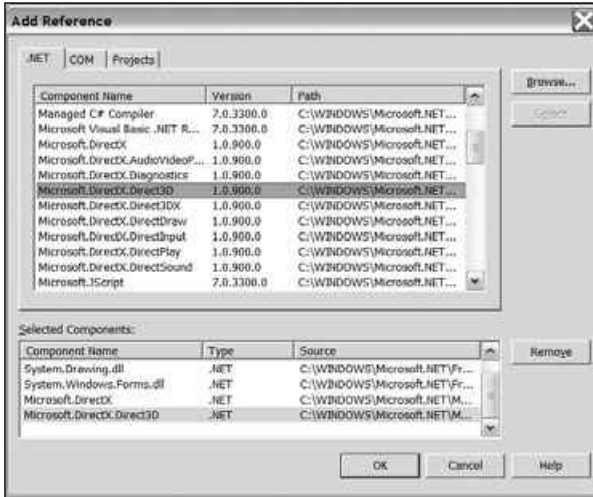 Add Reference
.NET COM Projects
Browse...
Select
Component Name Version Path
Managed C# Compiler 7.0.3300.0 C:\WINDOWS\Microsoft.NET...
Microsoft Visual Basic .NET R... 7.0.3300.0 C:\WINDOWS\Microsoft.NET...
Microsoft.DirectX 1.0.900.0 C:\WINDOWS\Microsoft.NET...
Microsoft.DirectX.AudioVideoP... 1.0.900.0 C:\WINDOWS\Microsoft.NET...
Microsoft.DirectX.Diagnostics 1.0.900.0 C:\WINDOWS\Microsoft.NET...
Microsoft.DirectX.Direct3D 1.0.900.0 C:\WINDOWS\Microsoft.NET...
Microsoft.DirectX.Direct3DX 1.0.900.0 C:\WINDOWS\Microsoft.NET...
Microsoft.DirectX.DirectDraw 1.0.900.0 C:\WINDOWS\Microsoft.NET...
Microsoft.DirectX.DirectInput 1.0.900.0 C:\WINDOWS\Microsoft.NET...
Microsoft.DirectX.DirectPlay 1.0.900.0 C:\WINDOWS\Microsoft.NET...
Microsoft.DirectX.DirectSound 1.0.900.0 C:\WINDOWS\Microsoft.NET...
Microsoft.JScript 7.0.3300.0 C:\WINDOWS\Microsoft.NET...
Selected Components:
Component Name Type Source
Remove
System.Drawing.dll .NET C:\WINDOWS\Microsoft.NET\Fr...
System.Windows.Forms.dll .NET C:\WINDOWS\Microsoft.NET\Fr...
Microsoft.DirectX .NET C:\WINDOWS\Microsoft.NET\M...
Microsoft.DirectX.Direct3D .NET C:\WINDOWS\Microsoft.NET\M...
OK Cancel Help